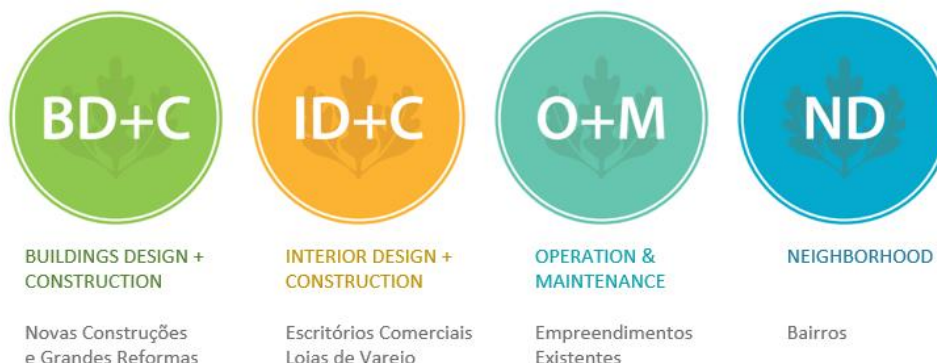 BD+C
ID+C
O+M
ND
BUILDINGS DESIGN +
CONSTRUCTION
INTERIOR DESIGN +
CONSTRUCTION
OPERATION &
MAINTENANCE
NEIGHBORHOOD
Novas Construções
e Grandes Reformas
Escritórios Comerciais
Lojas de Varejo
Empreendimentos
Existentes
Bairros